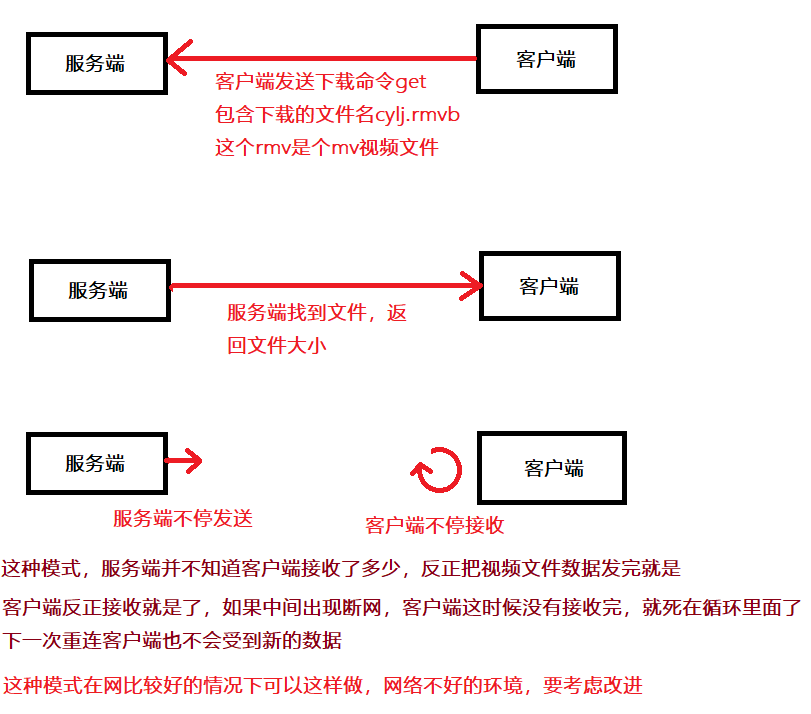 服务端
客户端
客户端发送下载命令get
包含下载的文件名cylj.rmvb
这个rmv是个mv视频文件
服务端
客户端
服务端找到文件，返
回文件大小
服务端
客户端
服务端不停发送
客户端不停接收
这种模式，服务端并不知道客户端接收了多少，反正把视频文件数据发完就是
客户端反正接收就是了，如果中间出现断网，客户端这时候没有接收完，就死在循环里面了
下一次重连客户端也不会受到新的数据
这种模式在网比较好的情况下可以这样做，网络不好的环境，要考虑改进